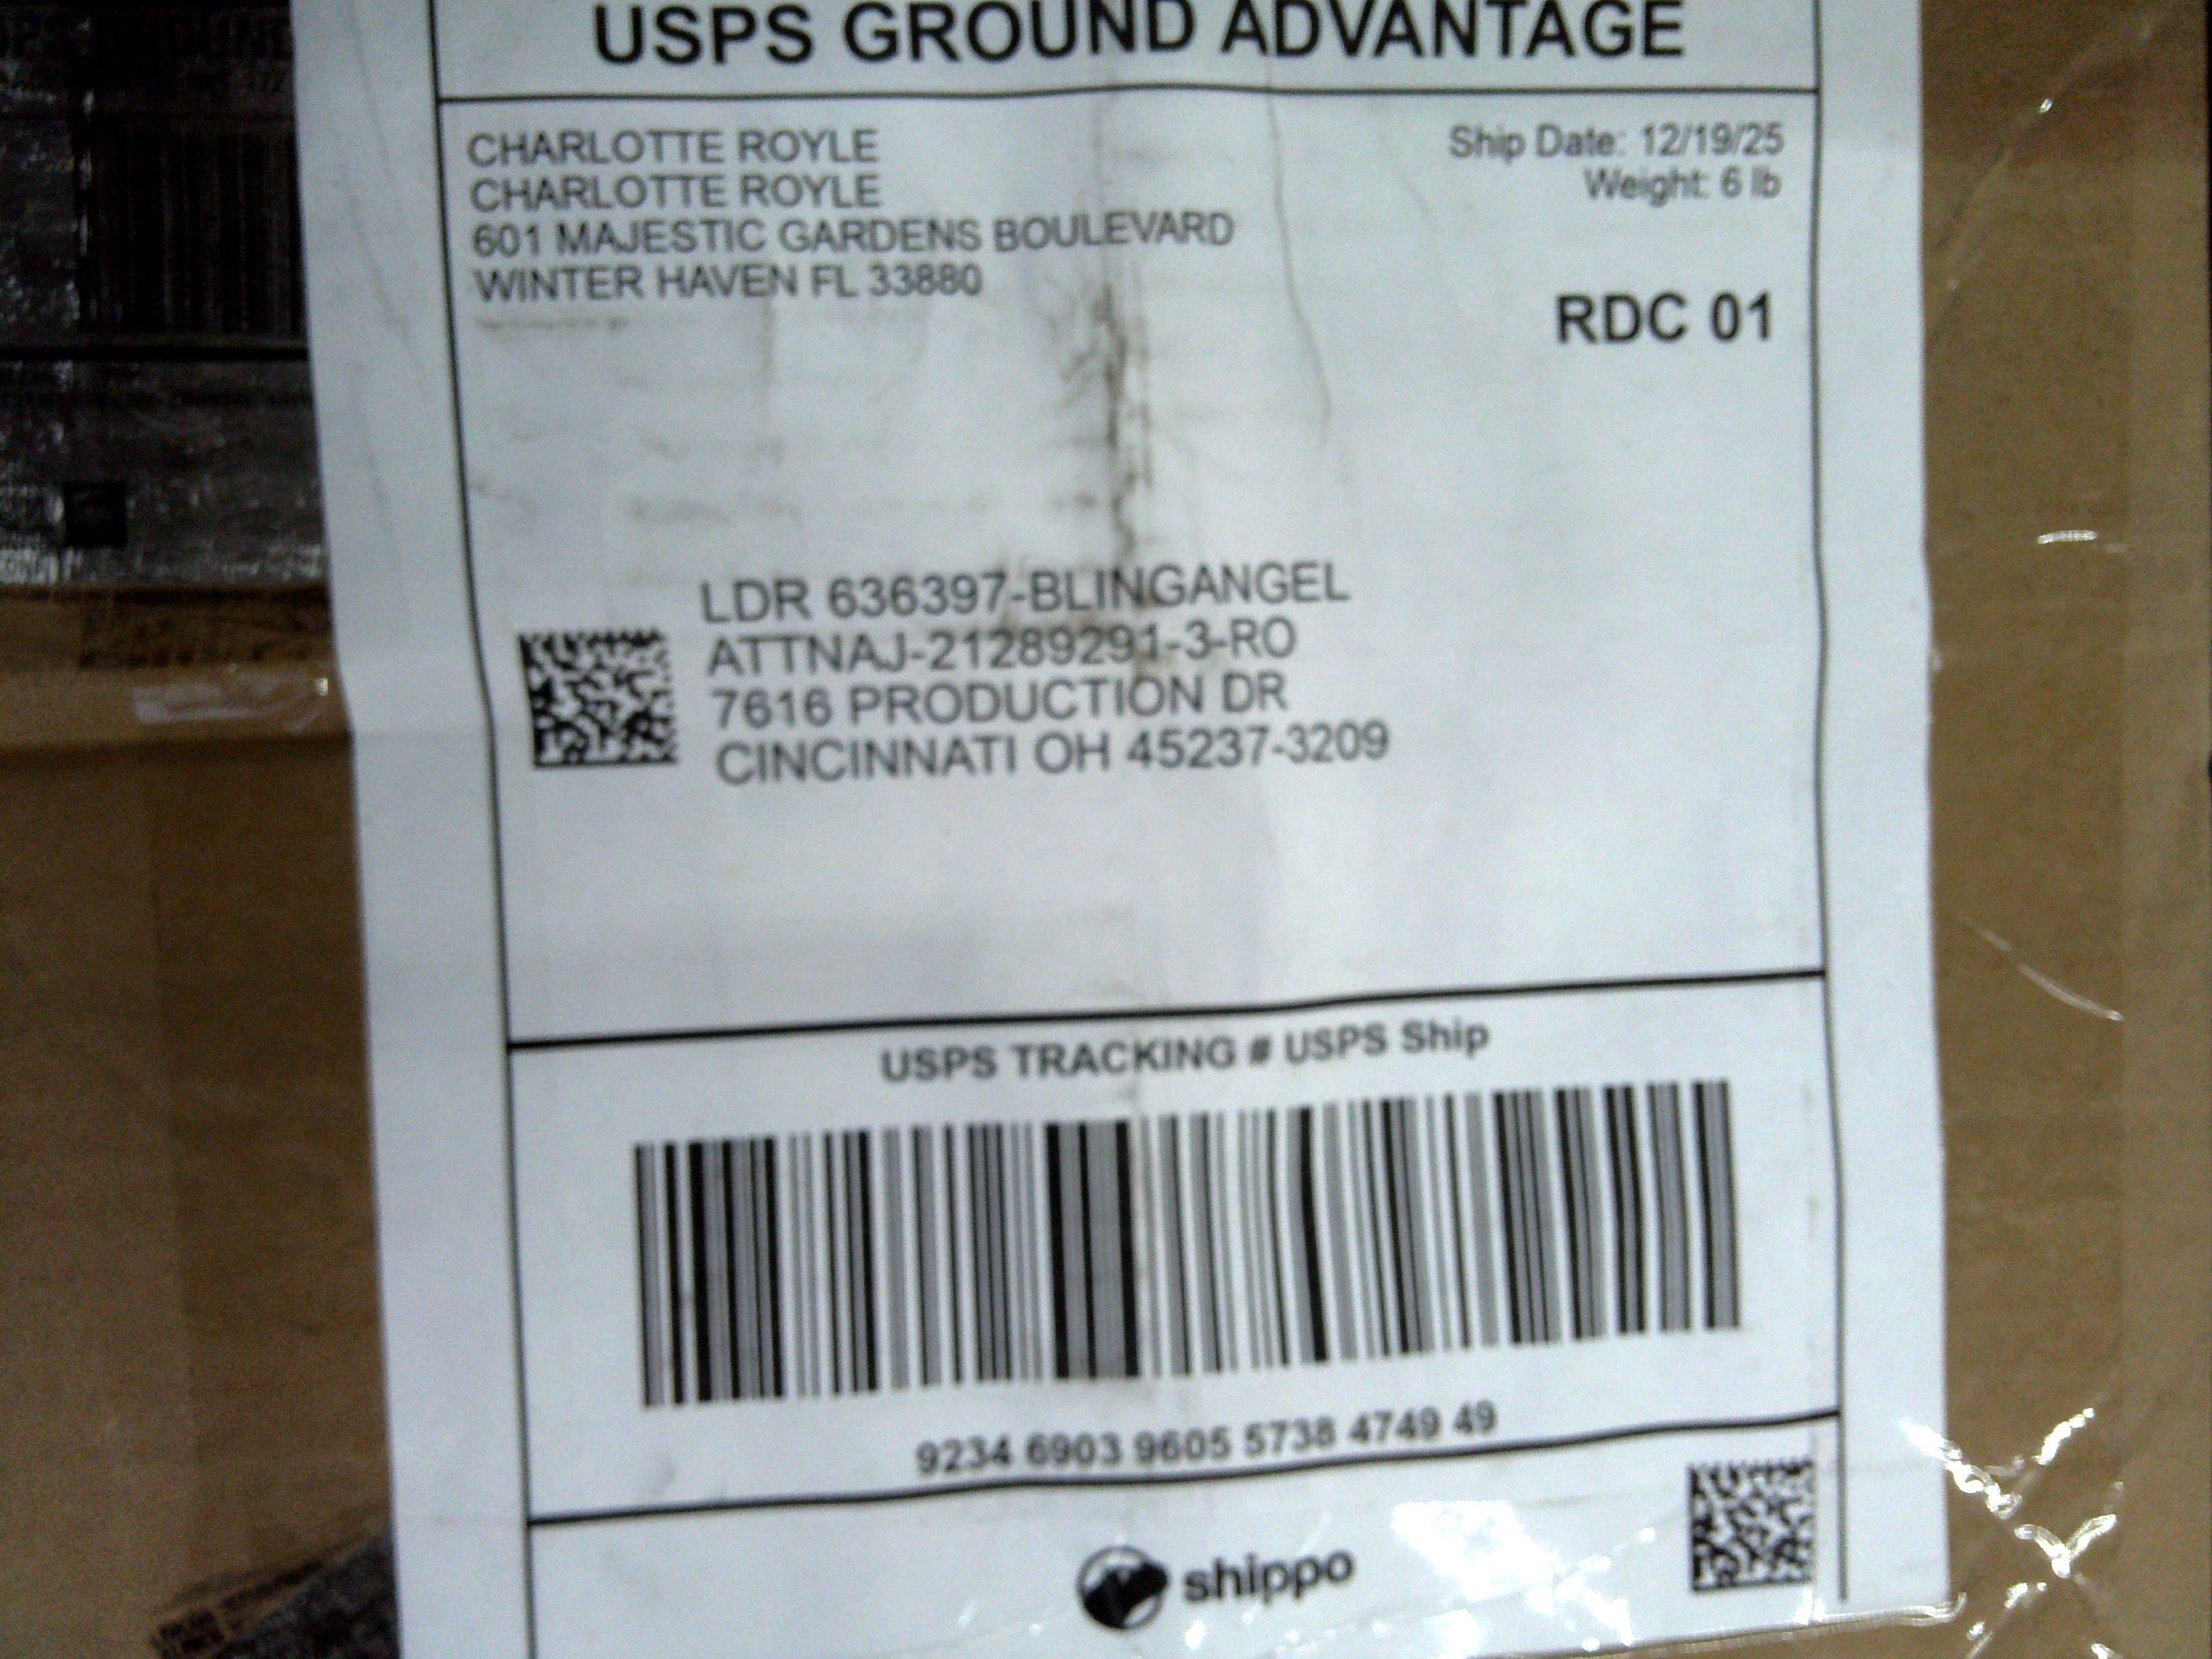 USPS GROUND ADVANTAGE
CHARLOTTE ROYLE
CHARLOTTE ROYLE
601 MAJESTIC GARDENS BOULEVARD
WINTER HAVEN FL 33880
Ship Date: 12/19/25
Weight: 6 lb
RDC 01
LDR 636397-BLINGANGEL
ATTNAJ-21289291-3-RO
7616 PRODUCTION DR
CINCINNATI OH 45237-3209
USPS TRACKING # USPS Ship
9234 6903 9605 5738 4749 49
shippo